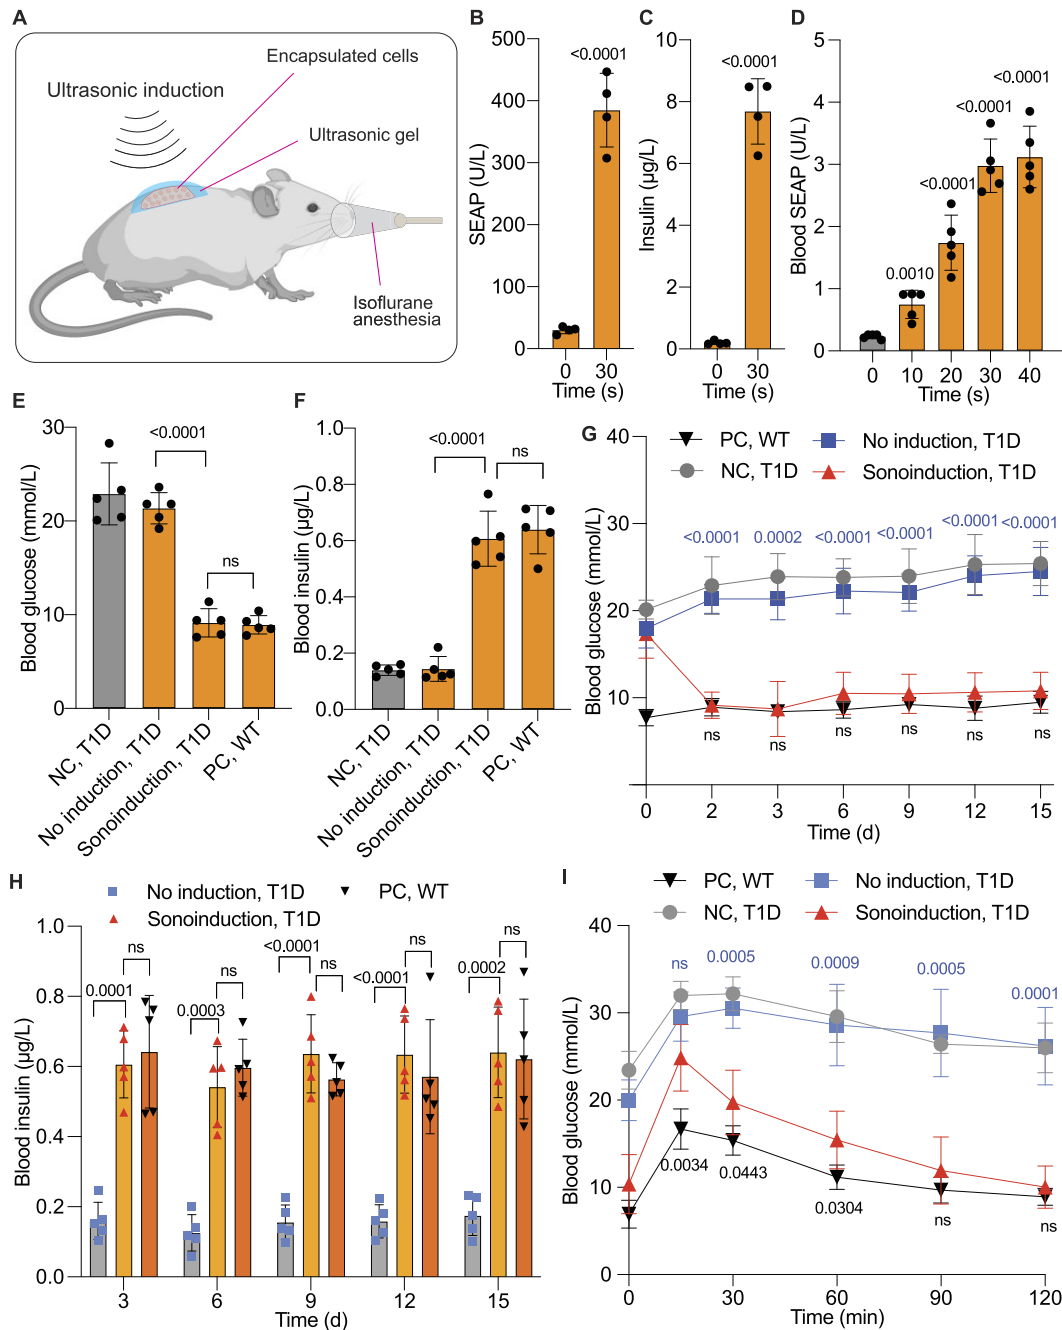 A
Encapsulated cells
Ultrasonic induction
Ultrasonic gel
Isoflurane
anesthesia
B
SEAP (U/L)
500
400
300
200
100
0
<0.0001
0
30
Time (s)
C
Insulin (μg/L)
10
8
6
4
2
0
<0.0001
0
30
Time (s)
D
Blood SEAP (U/L)
5
4
3
2
1
0
0.0010
<0.0001
<0.0001
<0.0001
0
10
20
30
40
Time (s)
E
Blood glucose (mmol/L)
30
20
10
0
<0.0001
ns
NC, T1D
No induction, T1D
Sonoinduction, T1D
PC, WT
F
Blood insulin (μg/L)
1.0
0.8
0.6
0.4
0.2
0.0
<0.0001
ns
NC, T1D
No induction, T1D
Sonoinduction, T1D
PC, WT
G
PC, WT
No induction, T1D
NC, T1D
Sonoinduction, T1D
Blood glucose (mmol/L)
40
30
20
10
<0.0001
0.0002
<0.0001
<0.0001
<0.0001
<0.0001
ns
ns
ns
ns
ns
ns
0
2
3
6
9
12
15
Time (d)
H
No induction, T1D
PC, WT
Sonoinduction, T1D
Blood insulin (μg/L)
1.0
0.8
0.6
0.4
0.2
0.0
0.0001
ns
0.0003
ns
<0.0001
ns
<0.0001
ns
0.0002
ns
3
6
9
12
15
Time (d)
I
PC, WT
No induction, T1D
NC, T1D
Sonoinduction, T1D
Blood glucose (mmol/L)
40
30
20
10
0
ns
0.0005
0.0009
0.0005
0.0001
0.0034
0.0443
0.0304
ns
ns
0
30
60
90
120
Time (min)